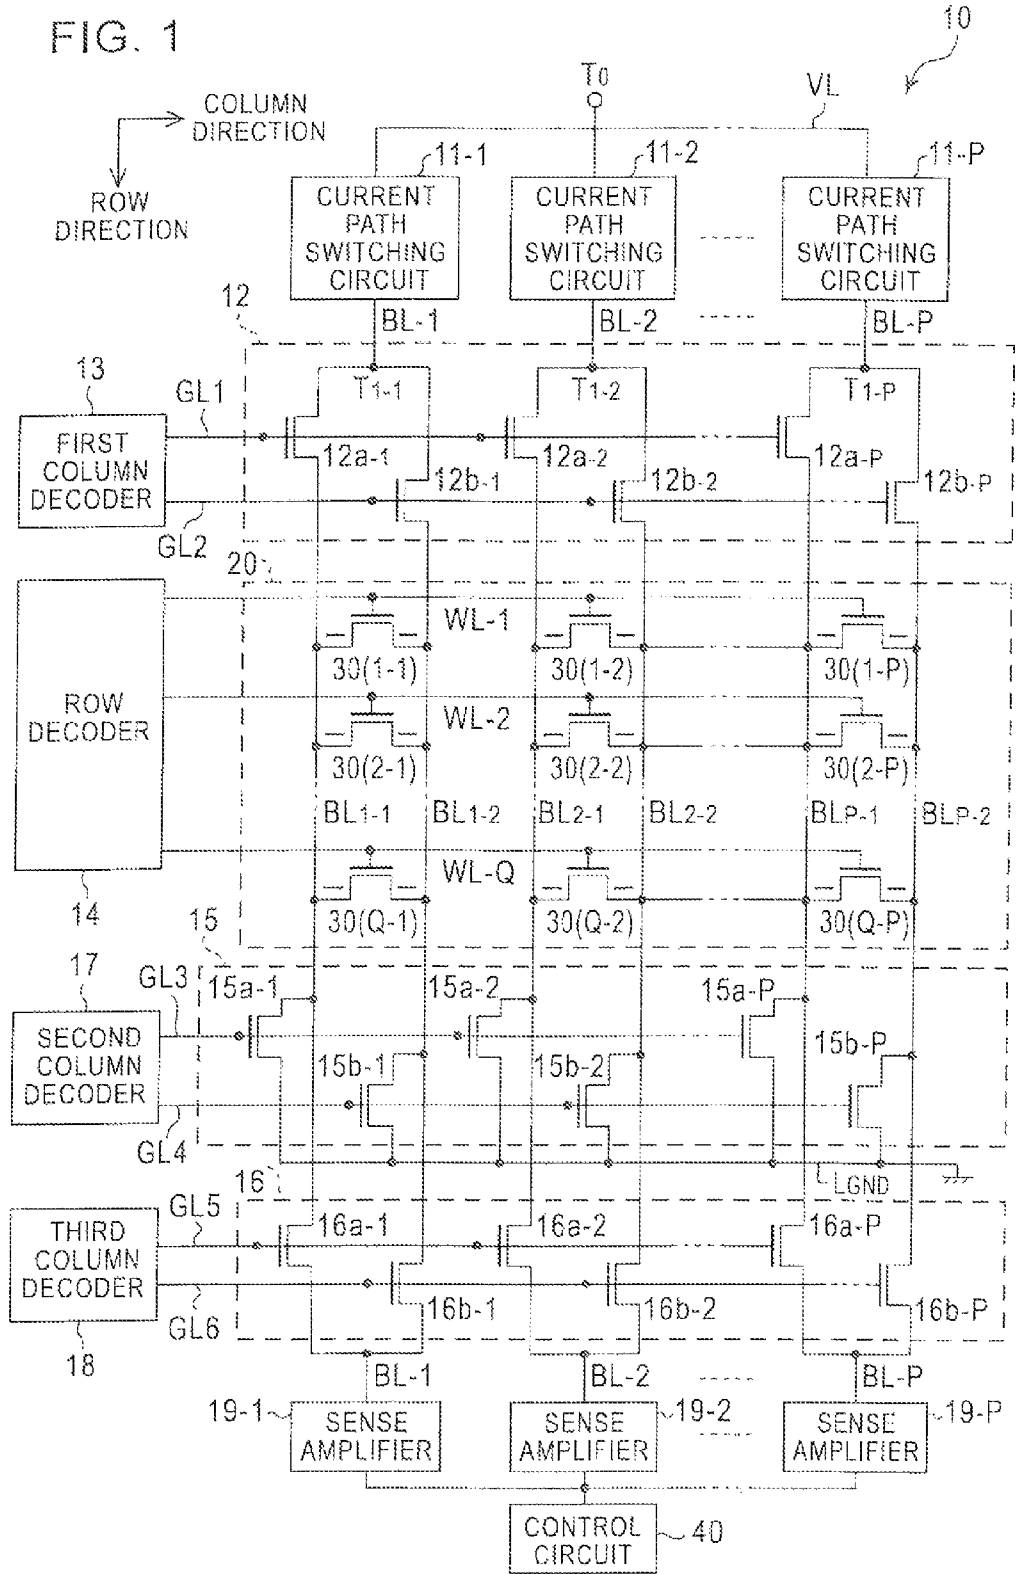 FIG. 1
10
T0
VL
COLUMN
DIRECTION
ROW
DIRECTION
11-1
11-2
11-P
CURRENT
PATH
SWITCHING
CIRCUIT
CURRENT
PATH
SWITCHING
CIRCUIT
CURRENT
PATH
SWITCHING
CIRCUIT
BL-1
BL-2
BL-P
12
13
GL1
T1-1
T1-2
T1-P
FIRST
COLUMN
DECODER
12a-1
12a-2
12a-P
12b-1
12b-2
12b-P
GL2
20
WL-1
30(1-1)
30(1-2)
30(1-P)
ROW
DECODER
WL-2
30(2-1)
30(2-2)
30(2-P)
BL1-1
BL1-2
BL2-1
BL2-2
BLP-1
BLP-2
WL-Q
14
30(Q-1)
30(Q-2)
30(Q-P)
15
17
GL3
15a-1
15a-2
15a-P
SECOND
COLUMN
DECODER
15b-1
15b-2
15b-P
GL4
LGND
16
GL5
THIRD
COLUMN
DECODER
16a-1
16a-2
16a-P
16b-1
16b-2
16b-P
GL6
18
BL-1
BL-2
BL-P
19-1
19-2
19-P
SENSE
AMPLIFIER
SENSE
AMPLIFIER
SENSE
AMPLIFIER
CONTROL
CIRCUIT
40